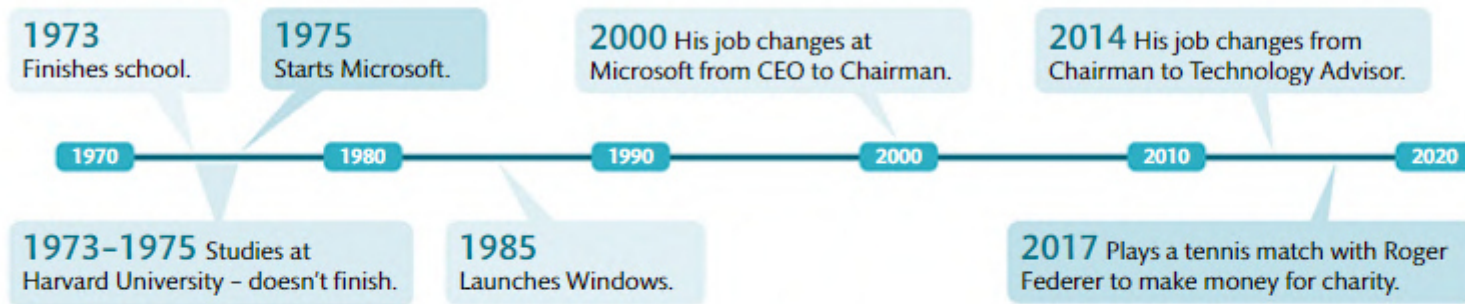 1973
Finishes school.
1975
Starts Microsoft.
2000 His job changes at
Microsoft from CEO to Chairman.
2014 His job changes from
Chairman to Technology Advisor.
1970
1980
1990
2000
2010
2020
1973–1975 Studies at
Harvard University – doesn't finish.
1985
Launches Windows.
2017 Plays a tennis match with Roger
Federer to make money for charity.